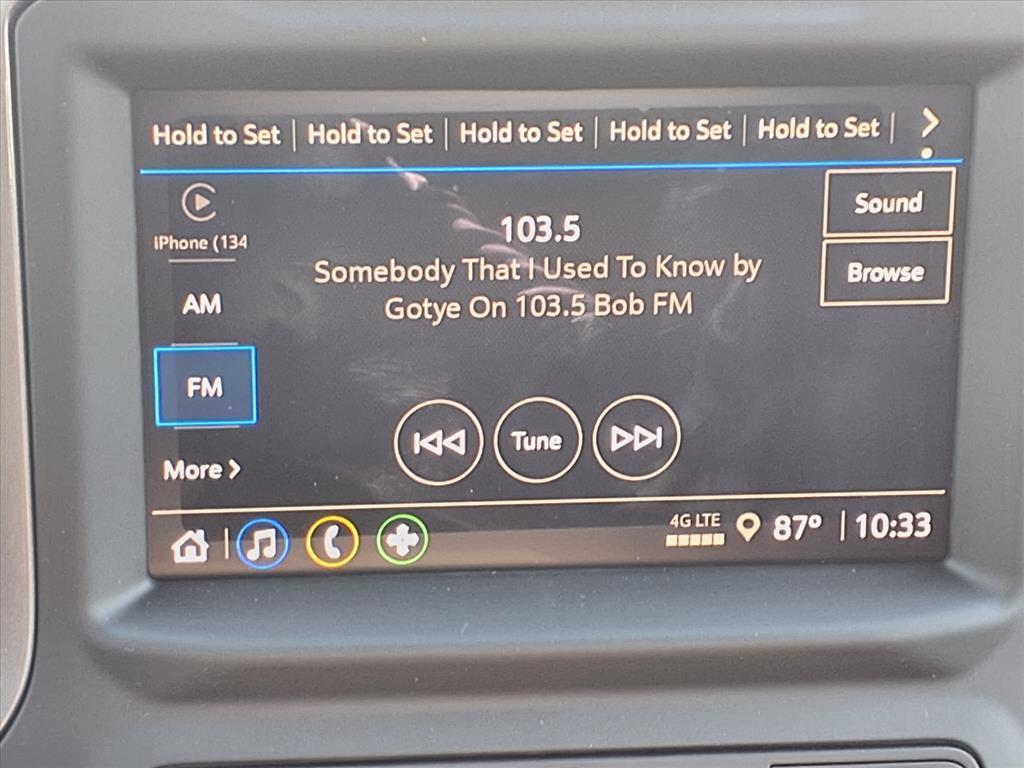 Hold to Set | Hold to Set | Hold to Set | Hold to Set | Hold to Set |
iPhone (134
AM
FM
More
103.5
Somebody That I Used To Know by
Gotye On 103.5 Bob FM
Tune
Sound
Browse
4G LTE
87° | 10:33